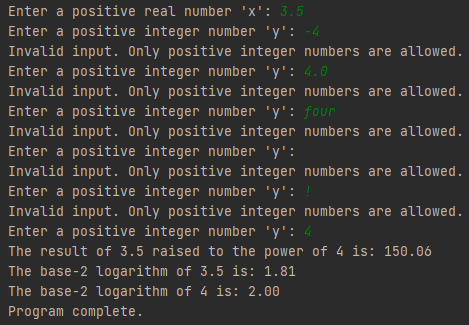 Enter a positive real number 'x': 3.5
Enter a positive integer number 'y': -4
Invalid input. Only positive integer numbers are allowed.
Enter a positive integer number 'y': 4.0
Invalid input. Only positive integer numbers are allowed.
Enter a positive integer number 'y': four
Invalid input. Only positive integer numbers are allowed.
Enter a positive integer number 'y':
Invalid input. Only positive integer numbers are allowed.
Enter a positive integer number 'y': !
Invalid input. Only positive integer numbers are allowed.
Enter a positive integer number 'y': 4
The result of 3.5 raised to the power of 4 is: 150.06
The base-2 logarithm of 3.5 is: 1.81
The base-2 logarithm of 4 is: 2.00
Program complete.